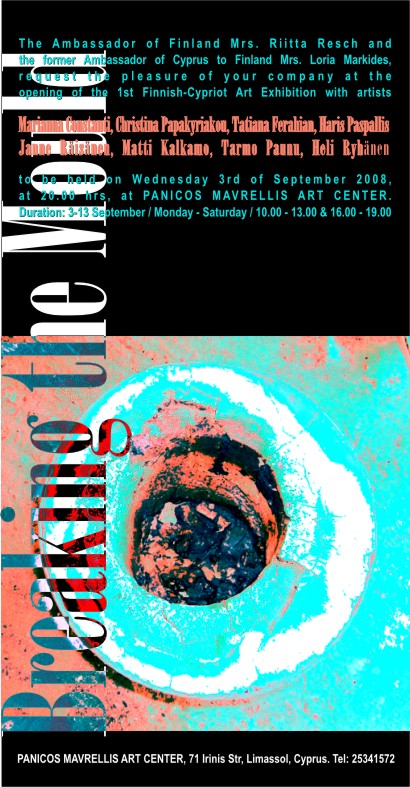 The Ambassador of Finland Mrs. Riitta Resch and
the former Ambassador of Cyprus to Finland Mrs. Loria Markides,
request the pleasure of your company at the
opening of the 1st Finnish-Cypriot Art Exhibition with artists
Marianna Constanti, Christina Papakyriakou, Tatiana Ferahian, Haris Paspallis
Janne Räisänen, Matti Kalkamo, Tarmo Paunu, Heli Ryhänen
to be held on Wednesday 3rd of September 2008,
at 20.00 hrs, at PANICOS MAVRELLIS ART CENTER.
Duration: 3-13 September / Monday - Saturday / 10.00 - 13.00 & 16.00 - 19.00
Breaking the Mould
PANICOS MAVRELLIS ART CENTER, 71 Irinis Str, Limassol, Cyprus. Tel: 25341572